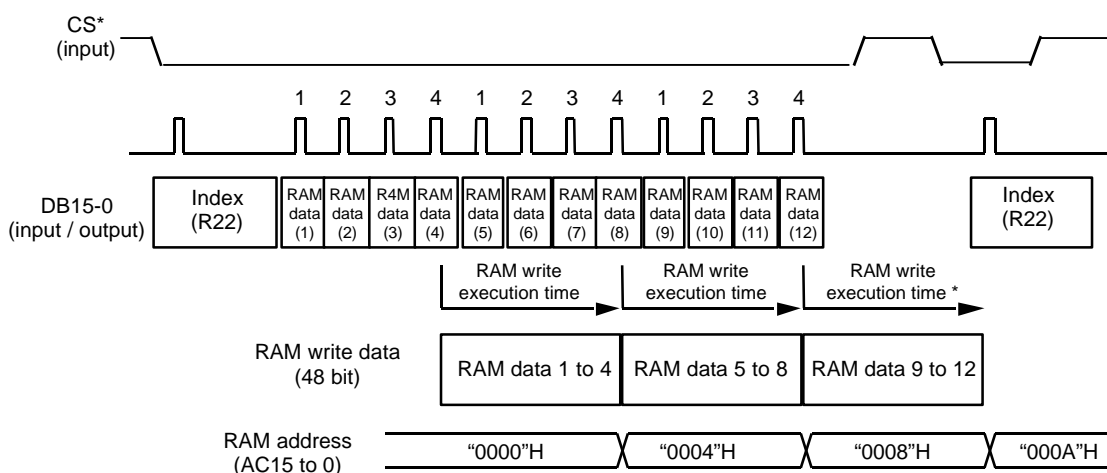 CS*
(input)
1 2 3 4 1 2 3 4 1 2 3 4
DB15-0
(input / output)
Index
(R22)
RAM
data
(1)
RAM
data
(2)
R4M
data
(3)
RAM
data
(4)
RAM
data
(5)
RAM
data
(6)
RAM
data
(7)
RAM
data
(8)
RAM
data
(9)
RAM
data
(10)
RAM
data
(11)
RAM
data
(12)
Index
(R22)
RAM write
execution time
RAM write
execution time
RAM write
execution time *
RAM write data
(48 bit)
RAM data 1 to 4
RAM data 5 to 8
RAM data 9 to 12
RAM address
(AC15 to 0)
“0000”H
“0004”H
“0008”H
“000A”H